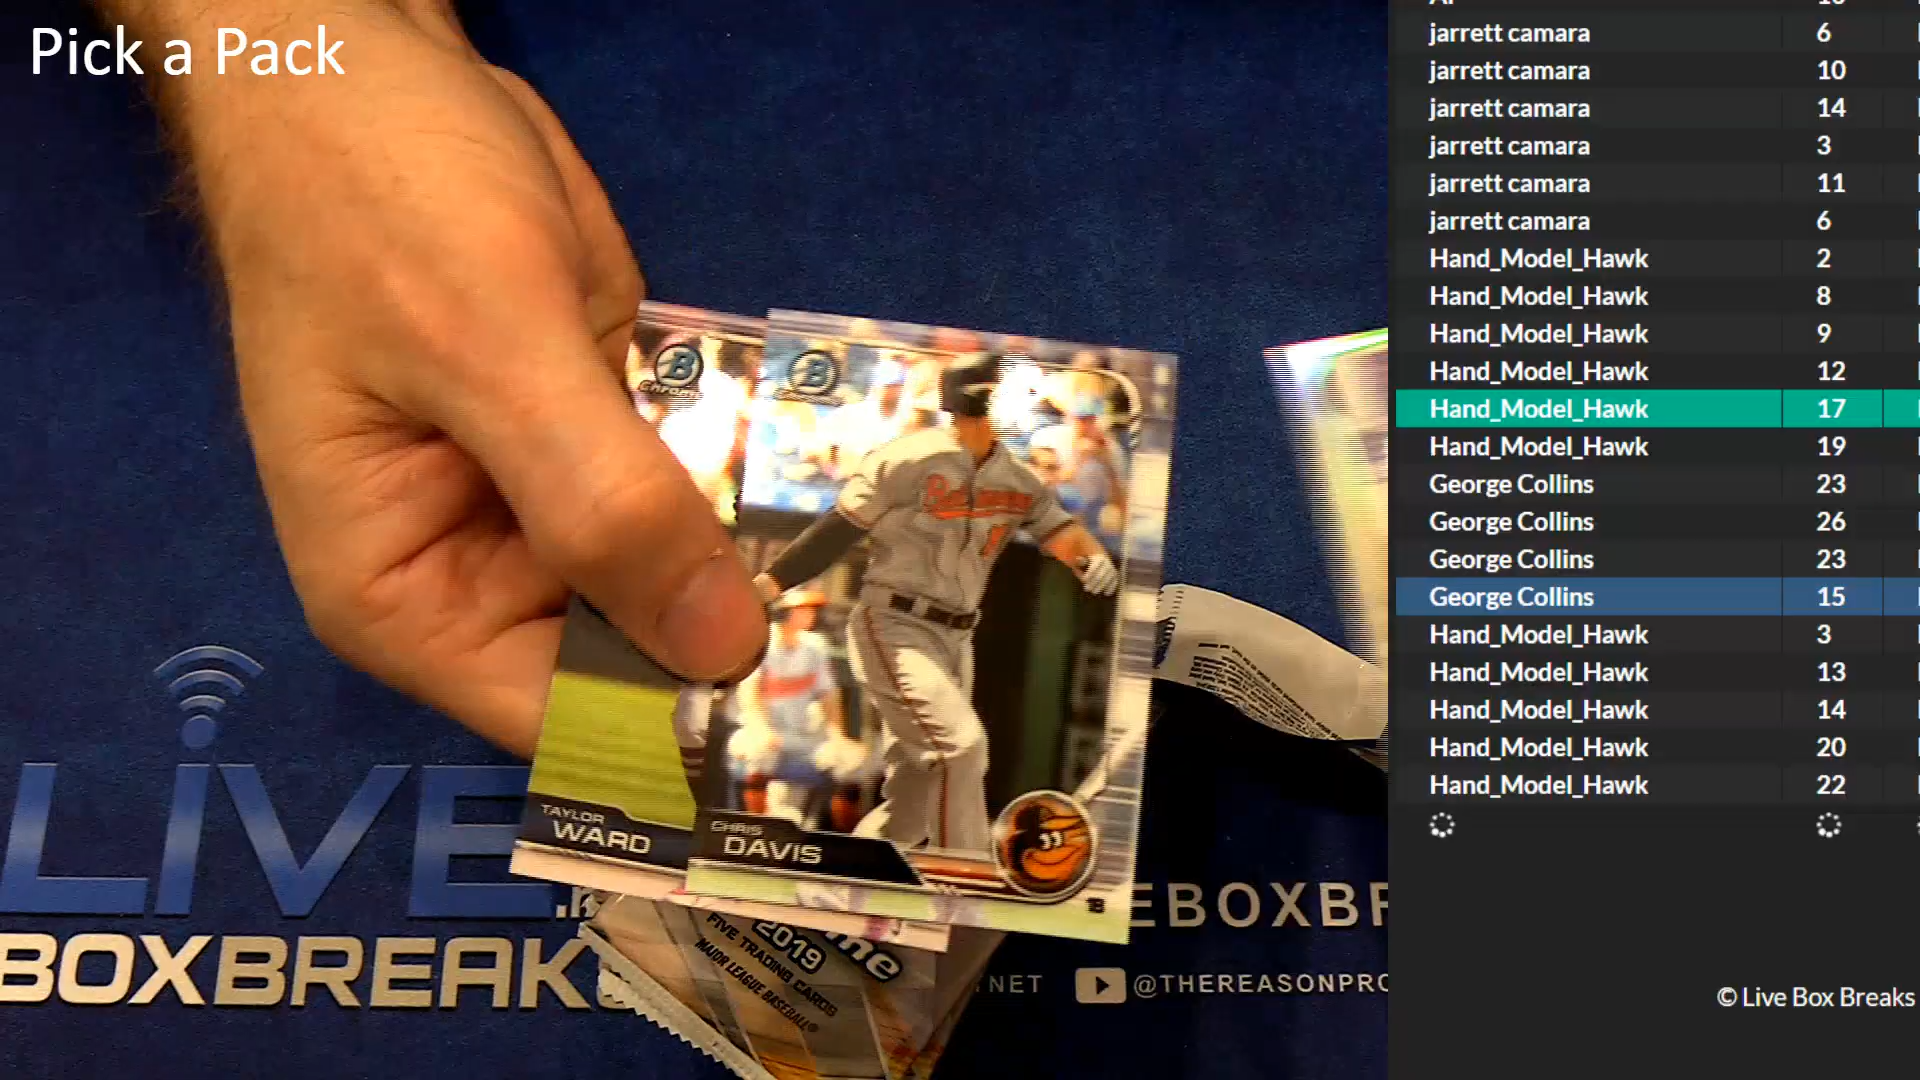 Pick a Pack
jarrett camara 6
jarrett camara 10
jarrett camara 14
jarrett camara 3
jarrett camara 11
jarrett camara 6
Hand_Model_Hawk 2
Hand_Model_Hawk 8
Hand_Model_Hawk 9
Hand_Model_Hawk 12
Hand_Model_Hawk 17
Hand_Model_Hawk 19
George Collins 23
George Collins 26
George Collins 23
George Collins 15
Hand_Model_Hawk 3
Hand_Model_Hawk 13
Hand_Model_Hawk 14
Hand_Model_Hawk 20
Hand_Model_Hawk 22
© Live Box Breaks
B
CHROME
B
TAYLOR
WARD
CHRIS
DAVIS
2019
FIVE TRADING CARDS
MAJOR LEAGUE BASEBALL®
LiVE
BOXBREAK
EBOXBR
NET
@THEREASONPRO